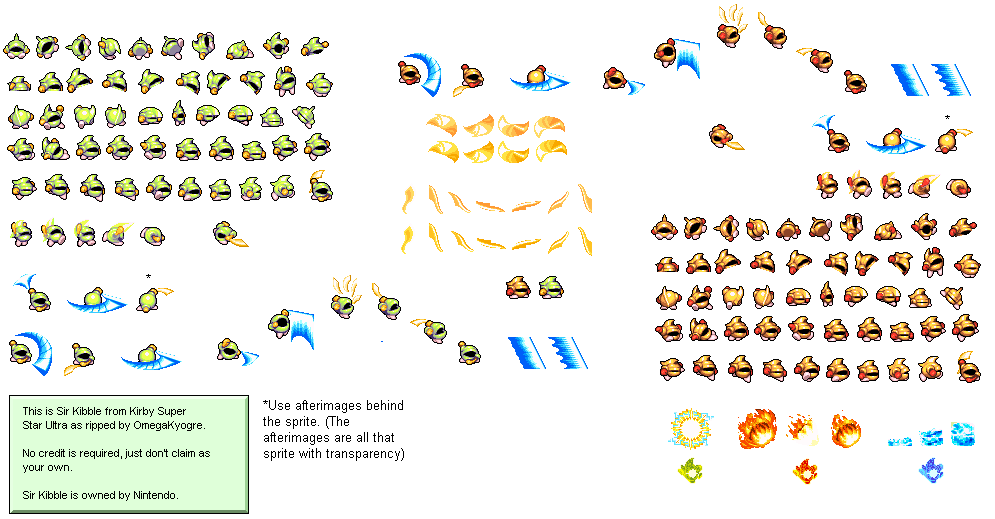 *
*
This is Sir Kibble from Kirby Super
Star Ultra as ripped by OmegaKyogre.
No credit is required, just don't claim as
your own.
Sir Kibble is owned by Nintendo.
*Use afterimages behind
the sprite. (The
afterimages are all that
sprite with transparency)